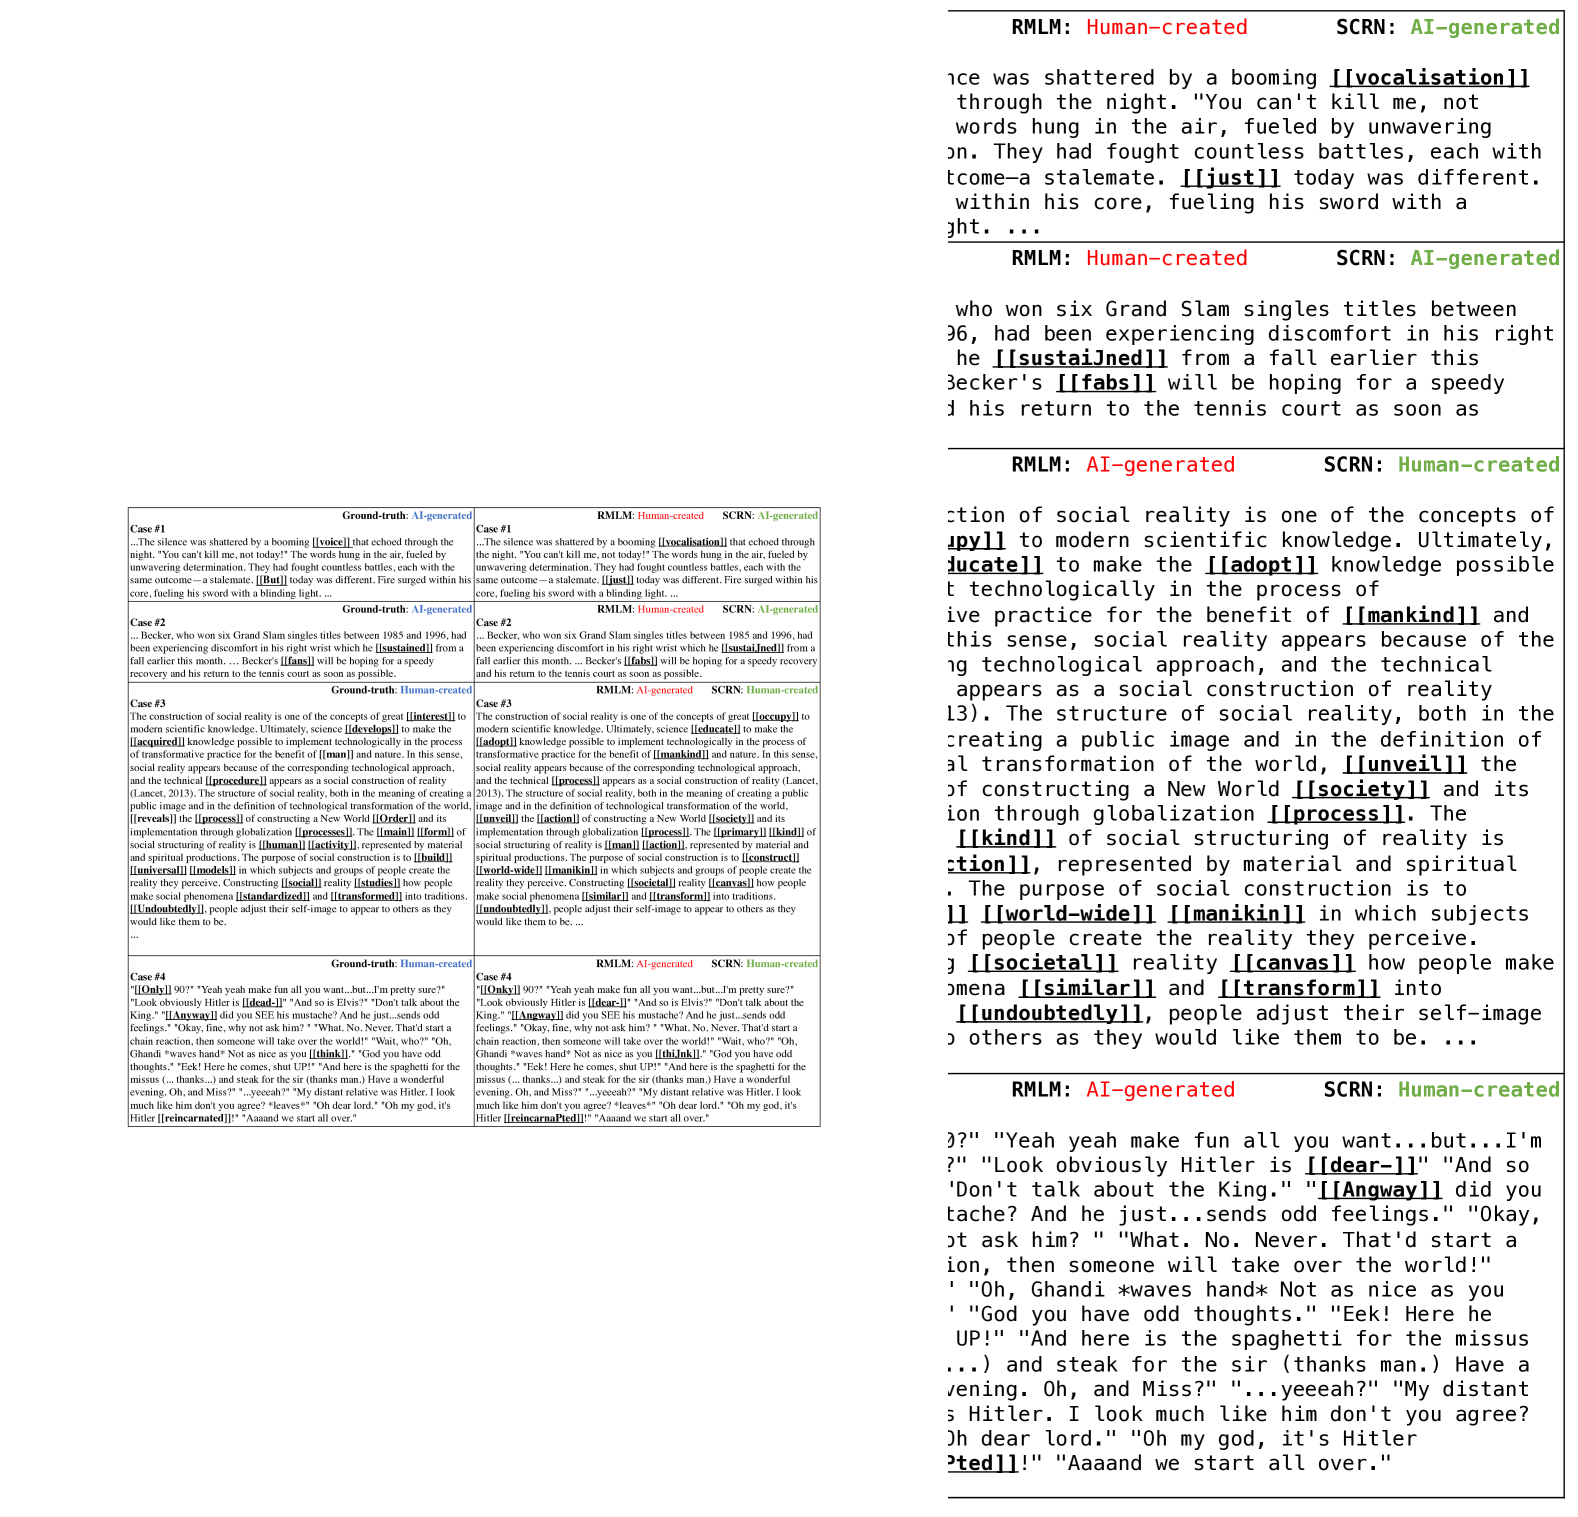 Ground-truth: AI-generated
Case #1
...The silence was shattered by a booming [[voice]] that echoed through the
night. "You can't kill me, not today!" The words hung in the air, fueled by
unwavering determination. They had fought countless battles, each with the
same outcome—a stalemate. [[But]] today was different. Fire surged within his
core, fueling his sword with a blinding light. ...
RMLM: Human-created SCRN: AI-generated
Case #1
...The silence was shattered by a booming [[vocalisation]] that echoed through
the night. "You can't kill me, not today!" The words hung in the air, fueled by
unwavering determination. They had fought countless battles, each with the
same outcome—a stalemate. [[just]] today was different. Fire surged within his
core, fueling his sword with a blinding light. ...
Ground-truth: AI-generated
Case #2
... Becker, who won six Grand Slam singles titles between 1985 and 1996, had
been experiencing discomfort in his right wrist which he [[sustained]] from a
fall earlier this month. … Becker's [[fans]] will be hoping for a speedy
recovery and his return to the tennis court as soon as possible.
RMLM: Human-created SCRN: AI-generated
Case #2
... Becker, who won six Grand Slam singles titles between 1985 and 1996, had
been experiencing discomfort in his right wrist which he [[sustaiJned]] from a
fall earlier this month. ... Becker's [[fabs]] will be hoping for a speedy recovery
and his return to the tennis court as soon as possible.
Ground-truth: Human-created
Case #3
The construction of social reality is one of the concepts of great [[interest]] to
modern scientific knowledge. Ultimately, science [[develops]] to make the
[[acquired]] knowledge possible to implement technologically in the process
of transformative practice for the benefit of [[man]] and nature. In this sense,
social reality appears because of the corresponding technological approach,
and the technical [[procedure]] appears as a social construction of reality
(Lancet, 2013). The structure of social reality, both in the meaning of creating a
public image and in the definition of technological transformation of the world,
[[reveals]] the [[process]] of constructing a New World [[Order]] and its
implementation through globalization [[processes]]. The [[main]] [[form]] of
social structuring of reality is [[human]] [[activity]], represented by material
and spiritual productions. The purpose of social construction is to [[build]]
[[universal]] [[models]] in which subjects and groups of people create the
reality they perceive. Constructing [[social]] reality [[studies]] how people
make social phenomena [[standardized]] and [[transformed]] into traditions.
[[Undoubtedly]], people adjust their self-image to appear to others as they
would like them to be.
...
RMLM: AI-generated SCRN: Human-created
Case #3
The construction of social reality is one of the concepts of great [[occupy]] to
modern scientific knowledge. Ultimately, science [[educate]] to make the
[[adopt]] knowledge possible to implement technologically in the process of
transformative practice for the benefit of [[mankind]] and nature. In this sense,
social reality appears because of the corresponding technological approach,
and the technical [[process]] appears as a social construction of reality (Lancet,
2013). The structure of social reality, both in the meaning of creating a public
image and in the definition of technological transformation of the world,
[[unveil]] the [[action]] of constructing a New World [[society]] and its
implementation through globalization [[process]]. The [[primary]] [[kind]] of
social structuring of reality is [[man]] [[action]], represented by material and
spiritual productions. The purpose of social construction is to [[construct]]
[[world-wide]] [[manikin]] in which subjects and groups of people create the
reality they perceive. Constructing [[societal]] reality [[canvas]] how people
make social phenomena [[similar]] and [[transform]] into traditions.
[[undoubtedly]], people adjust their self-image to appear to others as they
would like them to be. ...
Ground-truth: Human-created
Case #4
"[[Only]] 90?" "Yeah yeah make fun all you want...but...I'm pretty sure?"
"Look obviously Hitler is [[dead-]]" "And so is Elvis?" "Don't talk about the
King." "[[Anyway]] did you SEE his mustache? And he just...sends odd
feelings." "Okay, fine, why not ask him? " "What. No. Never. That'd start a
chain reaction, then someone will take over the world!" "Wait, who?" "Oh,
Ghandi *waves hand* Not as nice as you [[think]]." "God you have odd
thoughts." "Eek! Here he comes, shut UP!" "And here is the spaghetti for the
missus (... thanks...) and steak for the sir (thanks man.) Have a wonderful
evening. Oh, and Miss?" "...yeeeah?" "My distant relative was Hitler. I look
much like him don't you agree? *leaves*" "Oh dear lord." "Oh my god, it's
Hitler [[reincarnated]]!" "Aaaand we start all over."
RMLM: AI-generated SCRN: Human-created
Case #4
"[[Onky]] 90?" "Yeah yeah make fun all you want...but...I'm pretty sure?"
"Look obviously Hitler is [[dear-]]" "And so is Elvis?" "Don't talk about the
King." "[[Angway]] did you SEE his mustache? And he just...sends odd
feelings." "Okay, fine, why not ask him? " "What. No. Never. That'd start a
chain reaction, then someone will take over the world!" "Wait, who?" "Oh,
Ghandi *waves hand* Not as nice as you [[thiJnk]]." "God you have odd
thoughts." "Eek! Here he comes, shut UP!" "And here is the spaghetti for the
missus (... thanks...) and steak for the sir (thanks man.) Have a wonderful
evening. Oh, and Miss?" "...yeeeah?" "My distant relative was Hitler. I look
much like him don't you agree? *leaves*" "Oh dear lord." "Oh my god, it's
Hitler [[reincarnaPted]]!" "Aaaand we start all over."
RMLM: Human-created SCRN: AI-generated
nce was shattered by a booming [[vocalisation]]
through the night. "You can't kill me, not
words hung in the air, fueled by unwavering
on. They had fought countless battles, each with
tcome—a stalemate. [[just]] today was different.
within his core, fueling his sword with a
ght. ...
RMLM: Human-created SCRN: AI-generated
who won six Grand Slam singles titles between
96, had been experiencing discomfort in his right
he [[sustaiJned]] from a fall earlier this
Becker's [[fabs]] will be hoping for a speedy
d his return to the tennis court as soon as
RMLM: AI-generated SCRN: Human-created
ction of social reality is one of the concepts of
upy]] to modern scientific knowledge. Ultimately,
ducate]] to make the [[adopt]] knowledge possible
t technologically in the process of
ive practice for the benefit of [[mankind]] and
this sense, social reality appears because of the
ng technological approach, and the technical
appears as a social construction of reality
13). The structure of social reality, both in the
creating a public image and in the definition of
al transformation of the world, [[unveil]] the
of constructing a New World [[society]] and its
ion through globalization [[process]]. The
[[kind]] of social structuring of reality is
ction]], represented by material and spiritual
. The purpose of social construction is to
]] [[world-wide]] [[manikin]] in which subjects
of people create the reality they perceive.
g [[societal]] reality [[canvas]] how people make
omena [[similar]] and [[transform]] into
[[undoubtedly]], people adjust their self-image
o others as they would like them to be. ...
RMLM: AI-generated SCRN: Human-created
0?" "Yeah yeah make fun all you want...but...I'm
?" "Look obviously Hitler is [[dear-]]" "And so
"Don't talk about the King." "[[Angway]] did you
tache? And he just...sends odd feelings." "Okay,
ot ask him? " "What. No. Never. That'd start a
ion, then someone will take over the world!"
" "Oh, Ghandi *waves hand* Not as nice as you
" "God you have odd thoughts." "Eek! Here he
UP!" "And here is the spaghetti for the missus
...) and steak for the sir (thanks man.) Have a
vening. Oh, and Miss?" "...yeeeah?" "My distant
s Hitler. I look much like him don't you agree?
Oh dear lord." "Oh my god, it's Hitler
Pted]]!" "Aaaand we start all over."